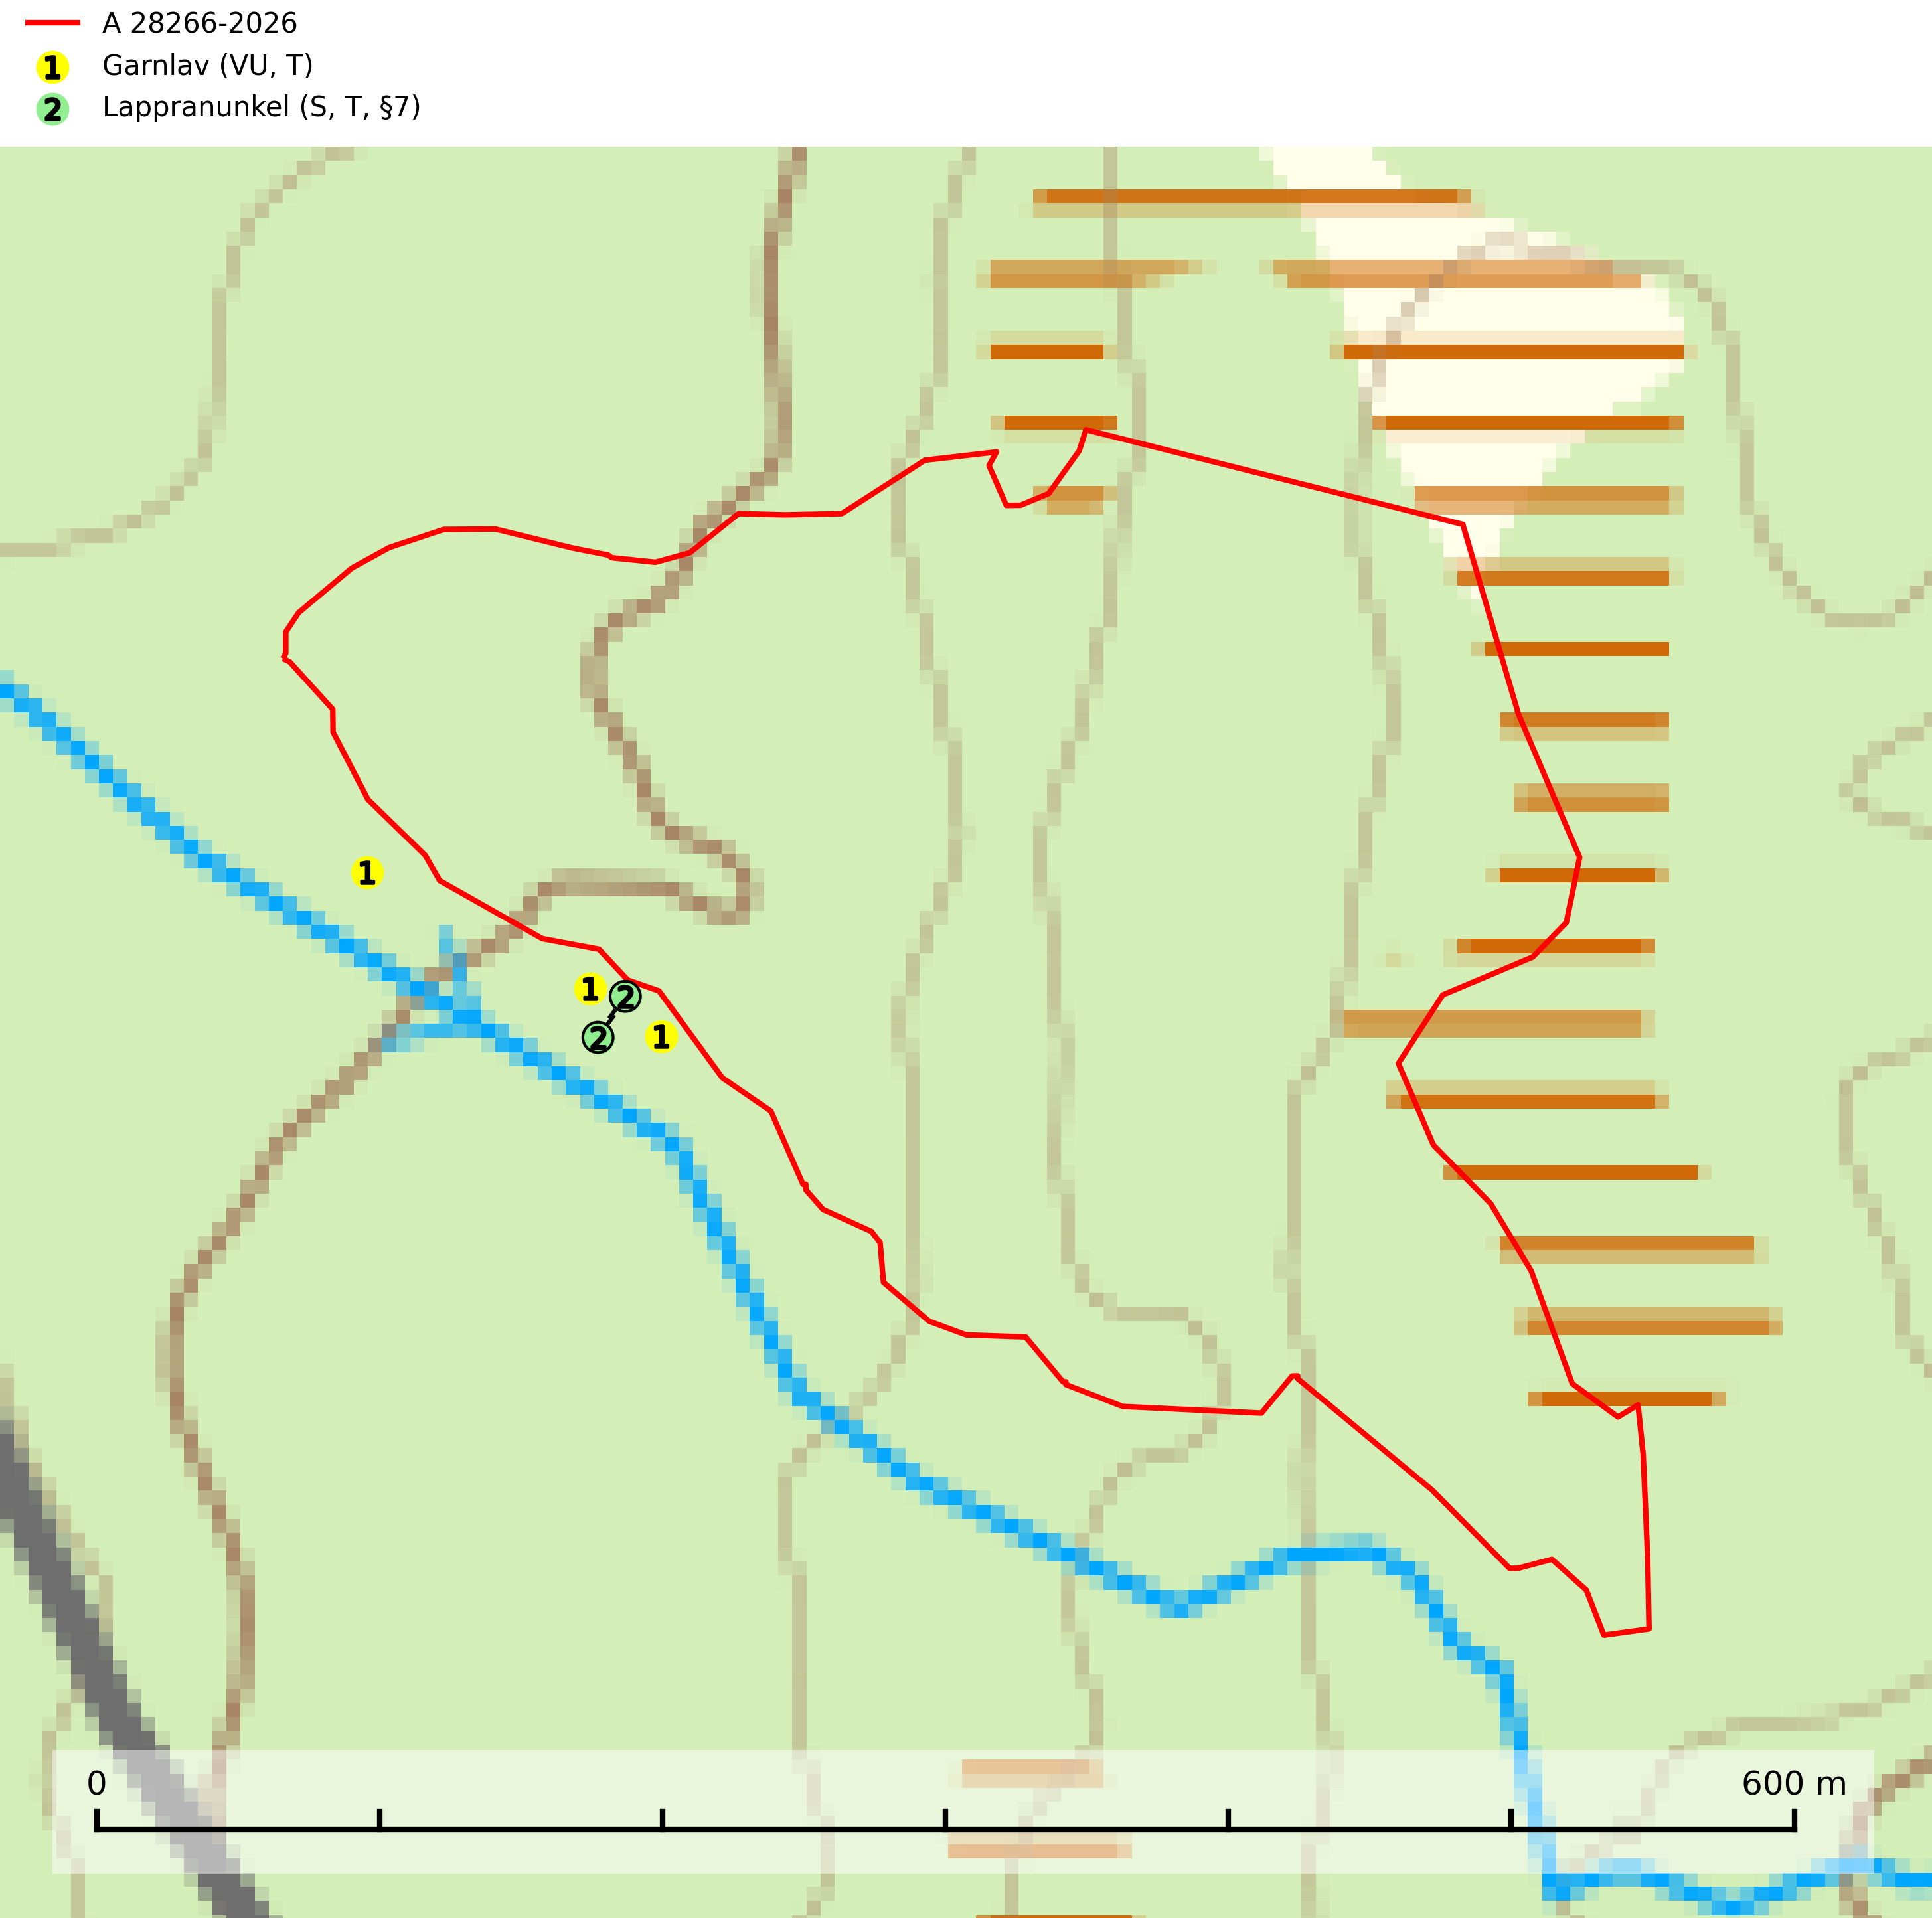 A 28266-2026
1 Garnlav (VU, T)
2 Lappranunkel (S, T, §7)
1
1 2
2 1
0 600 m